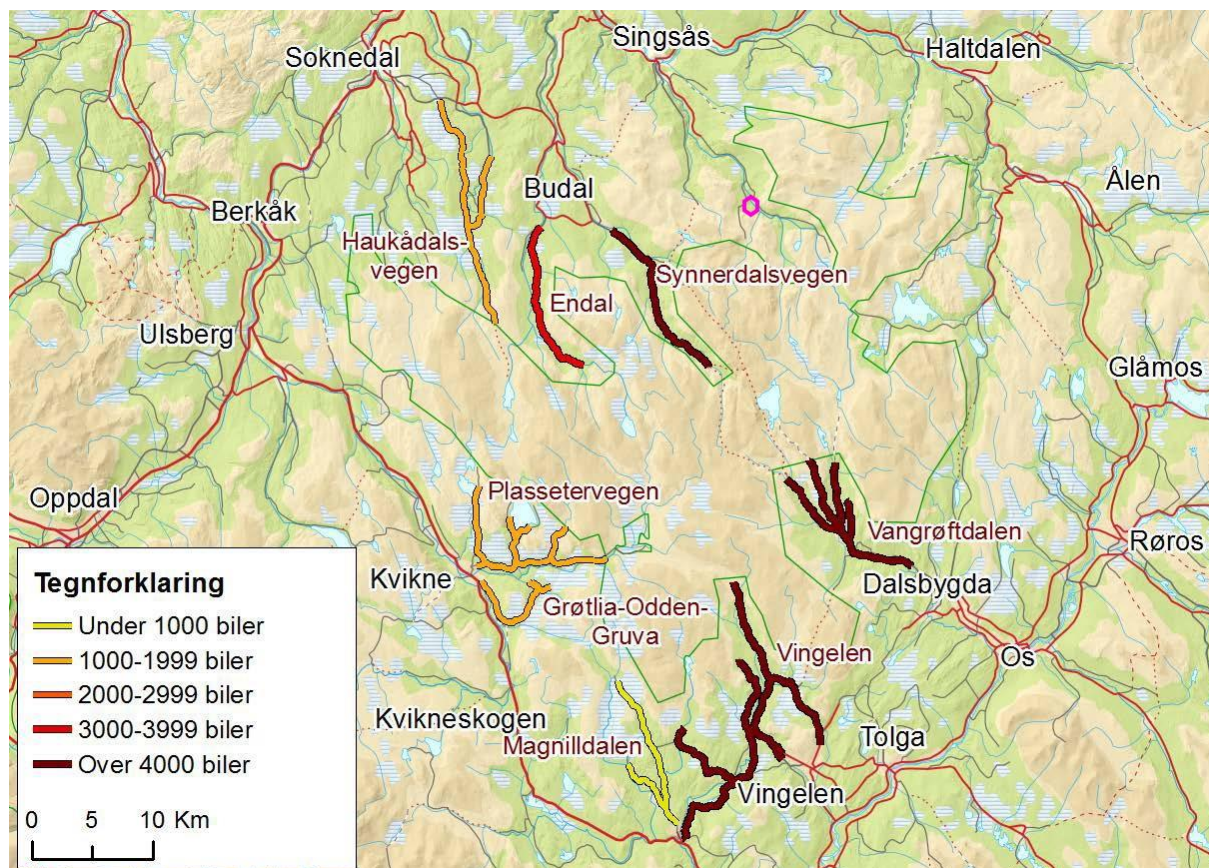 Singsås
Haltdalen
Soknedal
Ålen
Budal
Berkåk
Haukådals-
vegen
Synnerdalsvegen
Endal
Ulsberg
Glåmos
Oppdal
Plassetervegen
Vangrøftdalen
Røros
Kvikne
Dalsbygda
Grøtlia-Odden-
Gruva
Vingelen
Os
Kvikneskogen
Magnilldalen
Tolga
Vingelen
Tegnforklaring
Under 1000 biler
1000-1999 biler
2000-2999 biler
3000-3999 biler
Over 4000 biler
0 5 10 Km